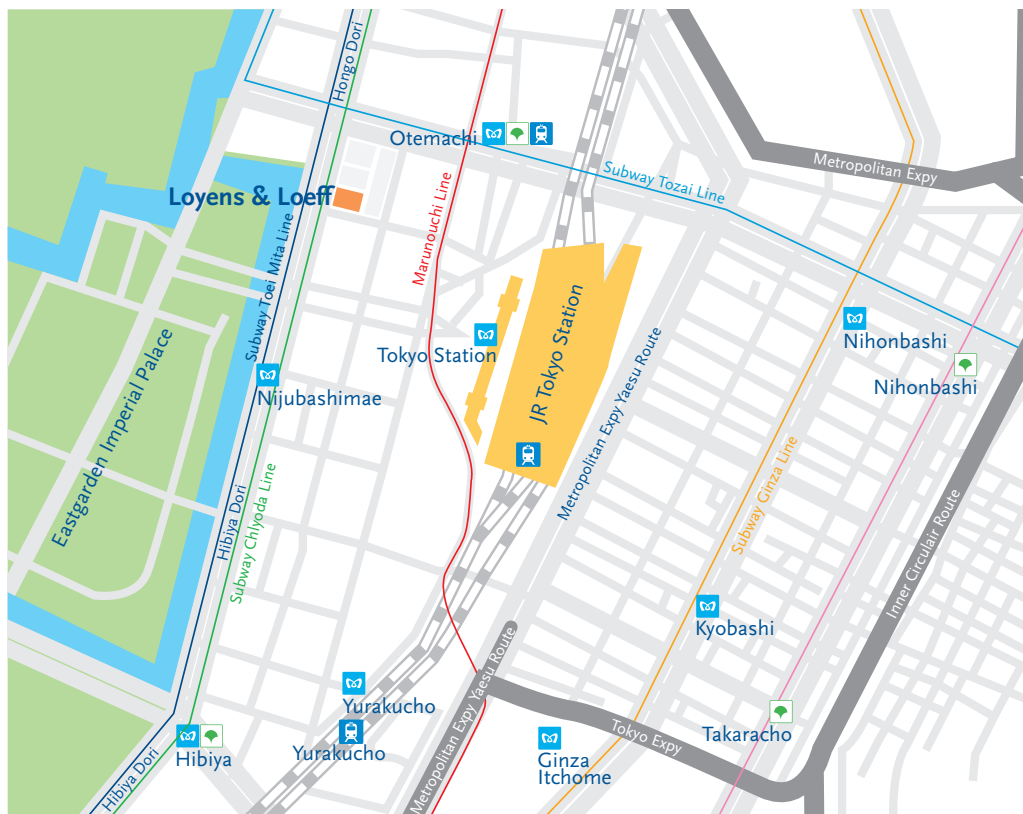 Hongo Dori
Otemachi
Metropolitan Expy
Subway Tozai Line
Loyens & Loeff
Marunouchi Line
Subway Toei Mita Line
JR Tokyo Station
Nihonbashi
Tokyo Station
Nihonbashi
Nijubashimae
Eastgarden Imperial Palace
Metropolitan Expy Yaesu Route
Hibiya Dori
Subway Chlyoda Line
Subway Ginza Line
Inner Circulair Route
Kyobashi
Metropolitan Expy Yaesu Route
Yurakucho
Yurakucho
Hibiya
Hibiya Dori
Tokyo Expy
Takaracho
Ginza
Itchome